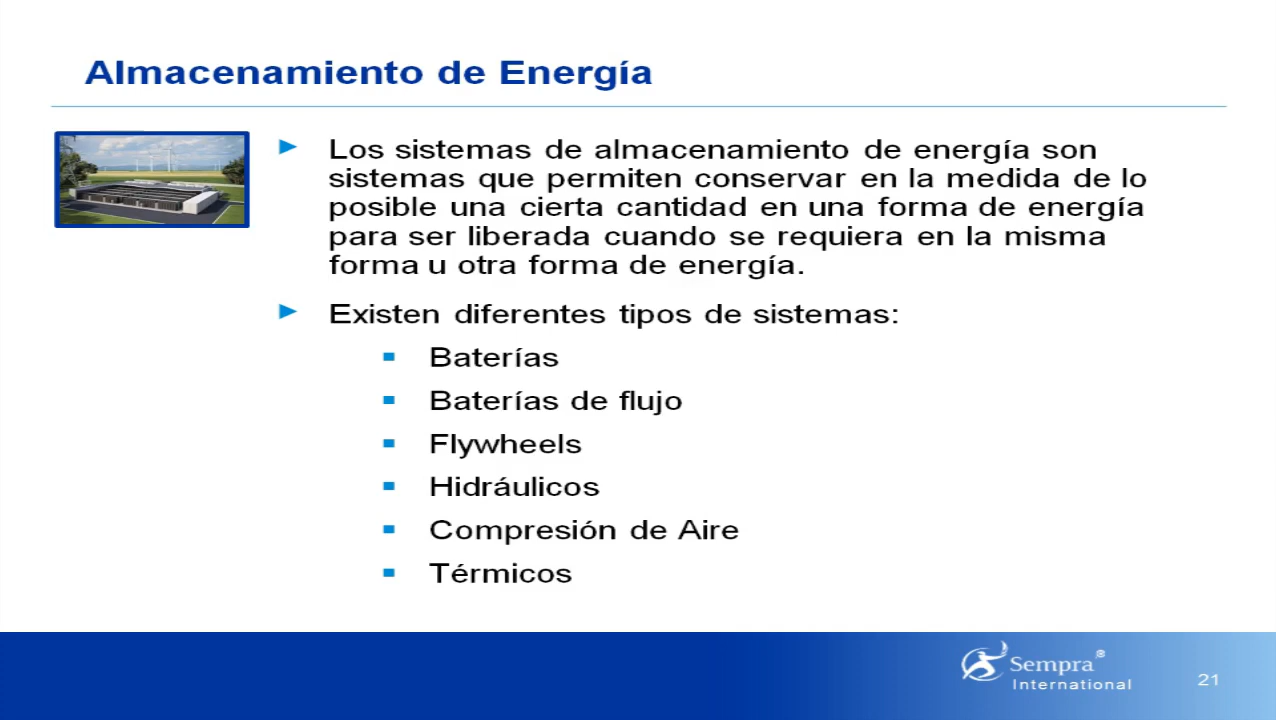 Almacenamiento de Energía
Los sistemas de almacenamiento de energía son
sistemas que permiten conservar en la medida de lo
posible una cierta cantidad en una forma de energía
para ser liberada cuando se requiera en la misma
forma u otra forma de energía.
Existen diferentes tipos de sistemas:
Baterías
Baterías de flujo
Flywheels
Hidráulicos
Compresión de Aire
Térmicos
Sempra®
International
21